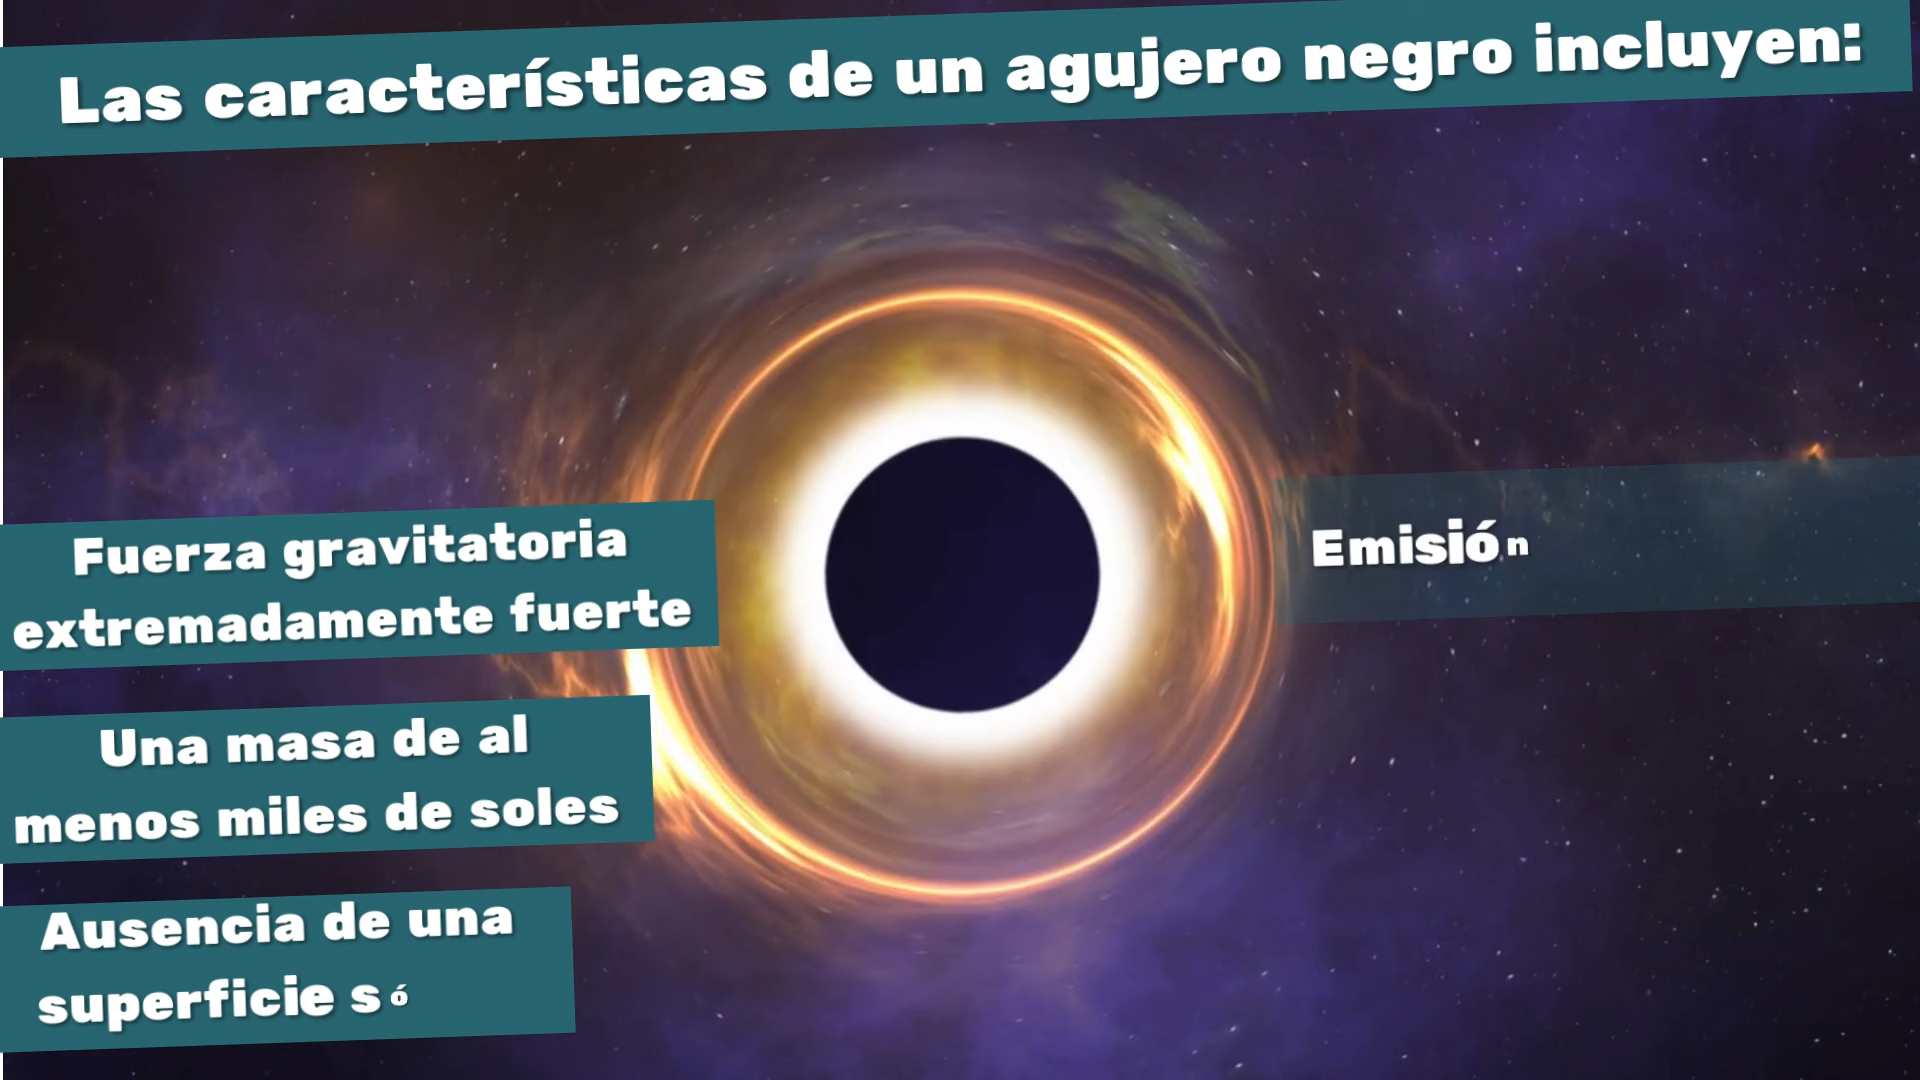 Las características de un agujero negro incluyen:
Fuerza gravitatoria
extremadamente fuerte
Una masa de al
menos miles de soles
Ausencia de una
superficie só
Emisión